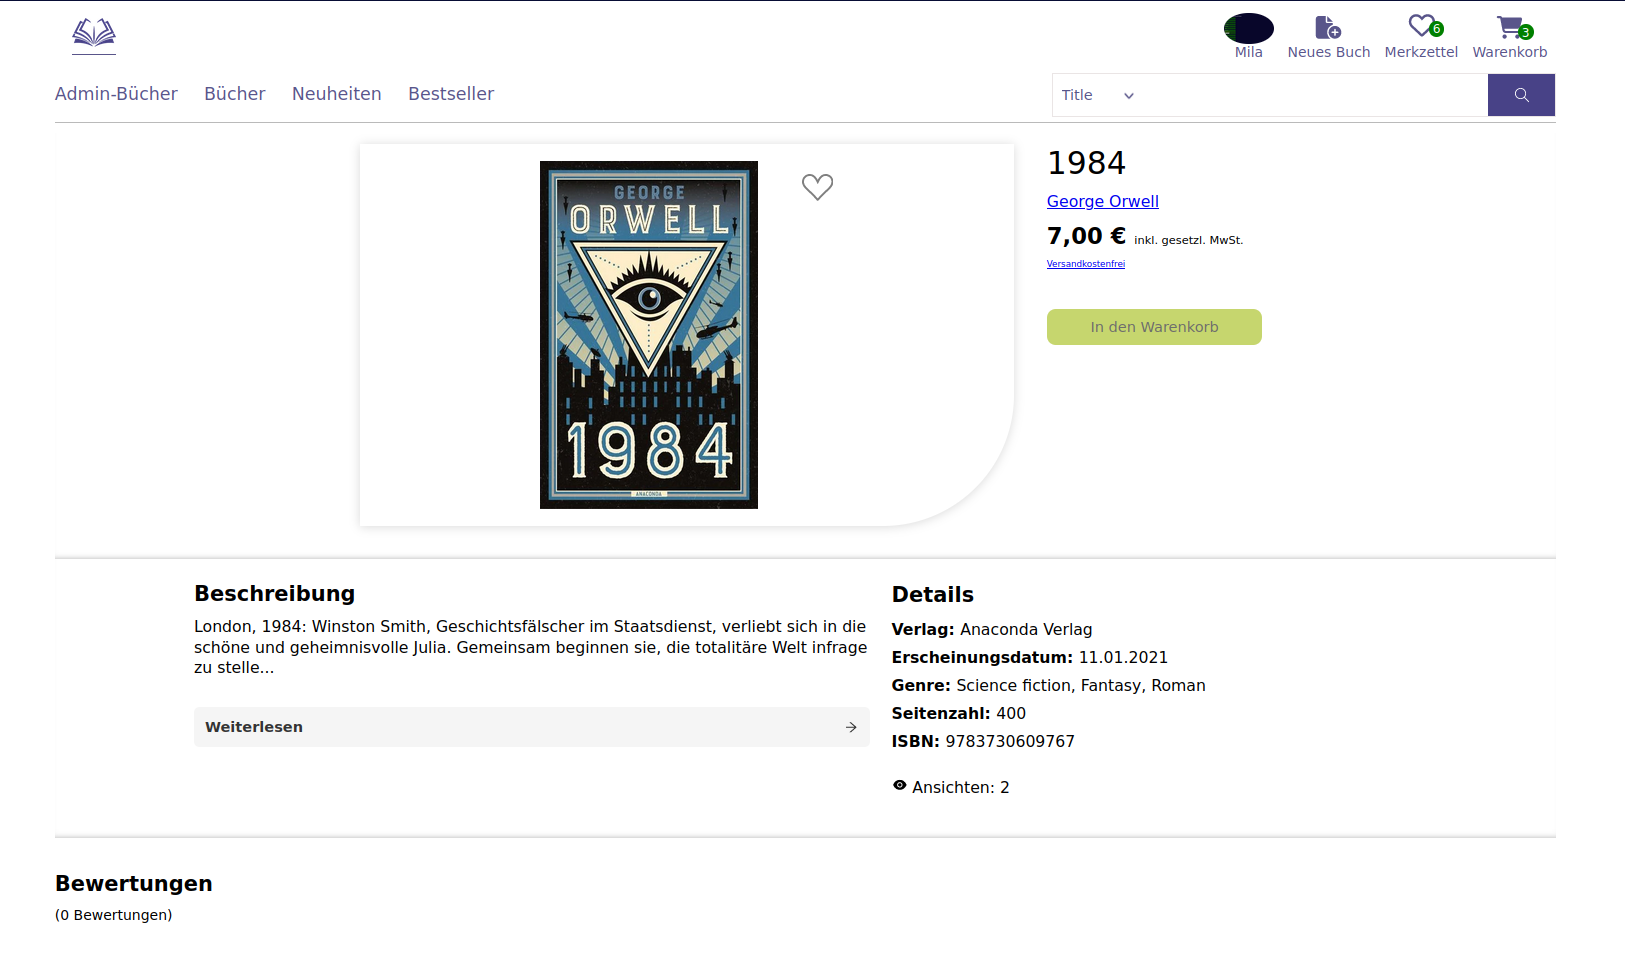 Mila
Neues Buch
6
Merkzettel
3
Warenkorb
Admin-Bücher
Bücher
Neuheiten
Bestseller
Title
GEORGE
ORWELL
1984
ANACONDA
1984
George Orwell
7,00 € inkl. gesetzl. MwSt.
Versandkostenfrei
In den Warenkorb
Beschreibung
London, 1984: Winston Smith, Geschichtsfälscher im Staatsdienst, verliebt sich in die
schöne und geheimnisvolle Julia. Gemeinsam beginnen sie, die totalitäre Welt infrage
zu stelle...
Weiterlesen
Details
Verlag: Anaconda Verlag
Erscheinungsdatum: 11.01.2021
Genre: Science fiction, Fantasy, Roman
Seitenzahl: 400
ISBN: 9783730609767
Ansichten: 2
Bewertungen
(0 Bewertungen)